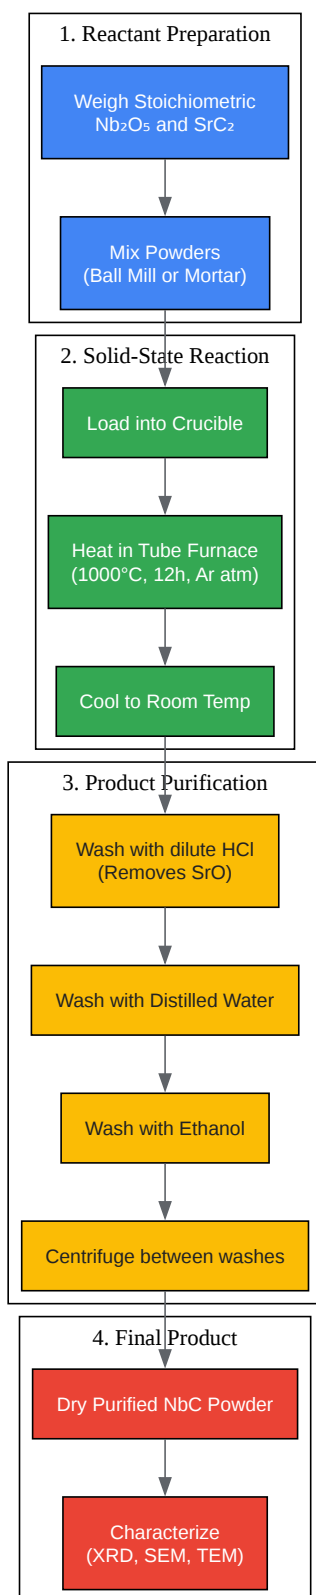 1. Reactant Preparation
Weigh Stoichiometric
Nb₂O₅ and SrC₂
Mix Powders
(Ball Mill or Mortar)
2. Solid-State Reaction
Load into Crucible
Heat in Tube Furnace
(1000°C, 12h, Ar atm)
Cool to Room Temp
3. Product Purification
Wash with dilute HCl
(Removes SrO)
Wash with Distilled Water
Wash with Ethanol
Centrifuge between washes
4. Final Product
Dry Purified NbC Powder
Characterize
(XRD, SEM, TEM)